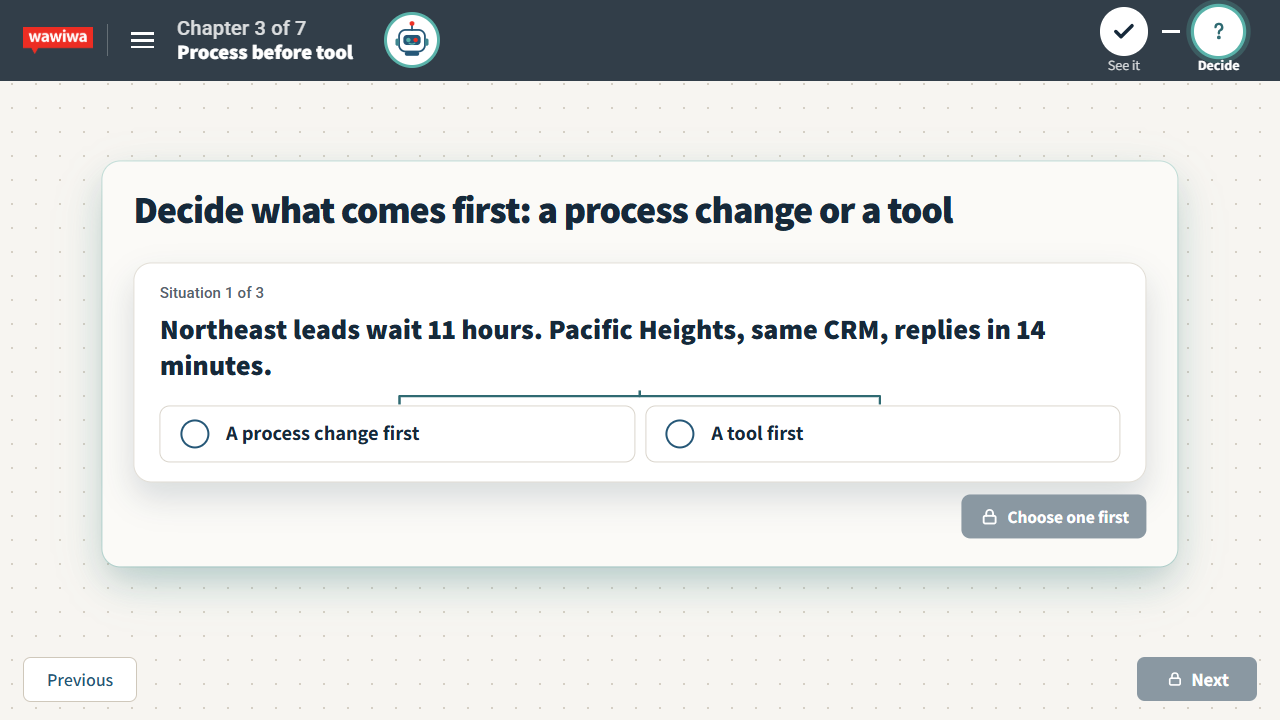 wawiwa
Chapter 3 of 7
Process before tool
See it
?
Decide
Decide what comes first: a process change or a tool
Situation 1 of 3
Northeast leads wait 11 hours. Pacific Heights, same CRM, replies in 14
minutes.
A process change first
A tool first
Choose one first
Previous
Next